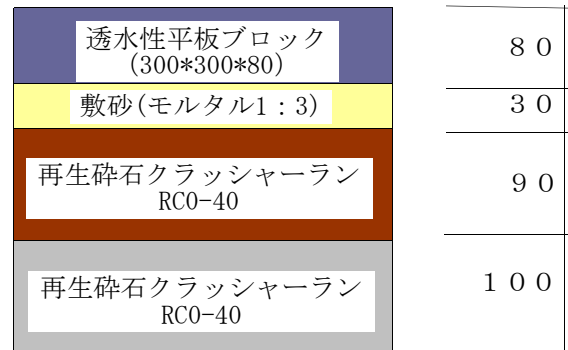 透水性平板ブロック
(300*300*80)
８０
敷砂(モルタル1：3)
３０
再生砕石クラッシャーラン
RC0-40
９０
再生砕石クラッシャーラン
RC0-40
１００